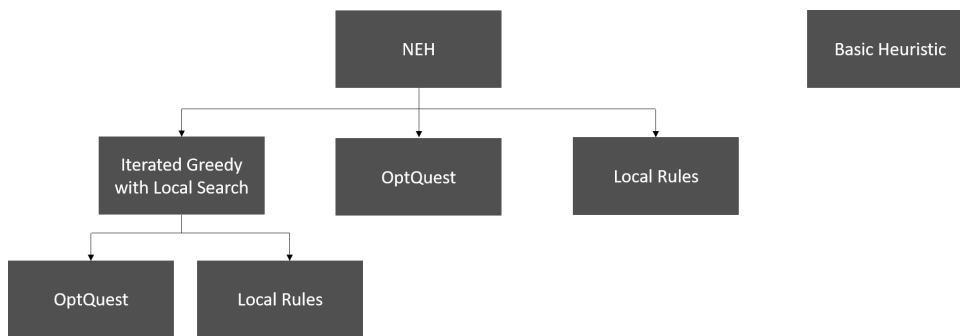 NEH
Basic Heuristic
Iterated Greedy
with Local Search
OptQuest
Local Rules
OptQuest
Local Rules